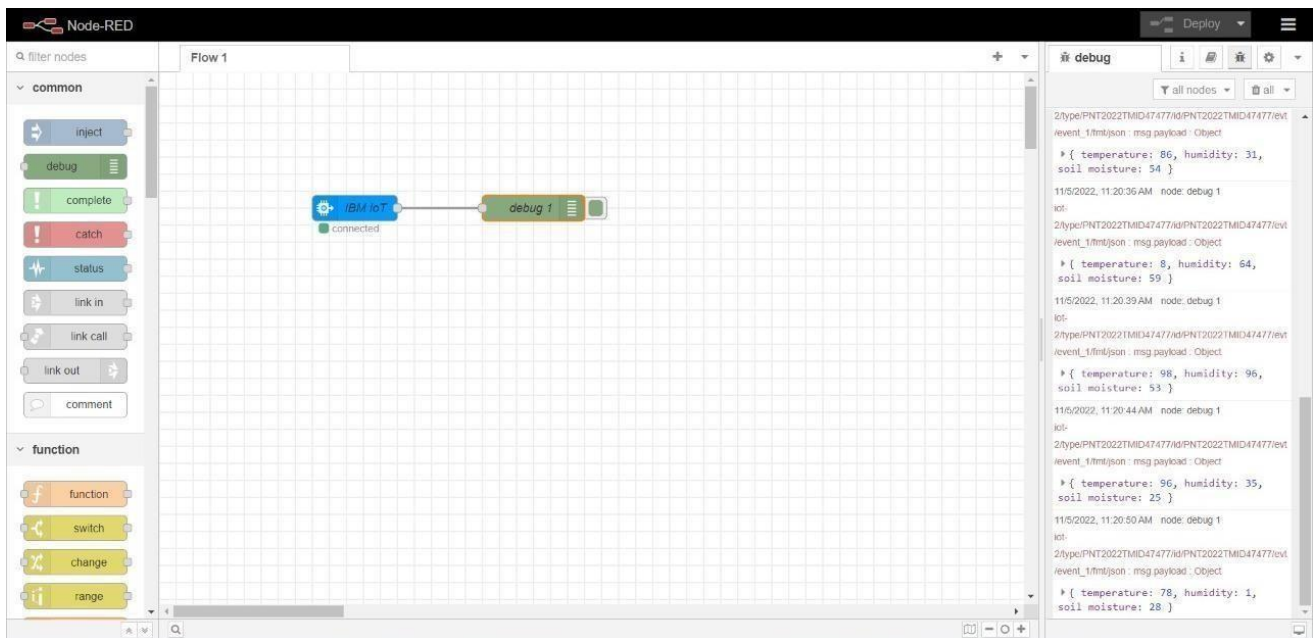 Node-RED
Deploy
filter nodes
Flow 1
debug
i
all nodes
all
common
inject
debug
complete
catch
status
link in
link call
link out
comment
function
function
switch
change
range
IBM IoT
connected
debug 1
2/type/PNT2022TMID47477/id/PNT2022TMID47477/evt
/event_1/fmt/json : msg.payload : Object
{ temperature: 86, humidity: 31,
soil moisture: 54 }
11/5/2022, 11:20:36 AM node: debug 1
iot-
2/type/PNT2022TMID47477/id/PNT2022TMID47477/evt
/event_1/fmt/json : msg.payload : Object
{ temperature: 8, humidity: 64,
soil moisture: 59 }
11/5/2022, 11:20:39 AM node: debug 1
iot-
2/type/PNT2022TMID47477/id/PNT2022TMID47477/evt
/event_1/fmt/json : msg.payload : Object
{ temperature: 98, humidity: 96,
soil moisture: 53 }
11/5/2022, 11:20:44 AM node: debug 1
iot-
2/type/PNT2022TMID47477/id/PNT2022TMID47477/evt
/event_1/fmt/json : msg.payload : Object
{ temperature: 96, humidity: 35,
soil moisture: 25 }
11/5/2022, 11:20:50 AM node: debug 1
iot-
2/type/PNT2022TMID47477/id/PNT2022TMID47477/evt
/event_1/fmt/json : msg.payload : Object
{ temperature: 78, humidity: 1,
soil moisture: 28 }